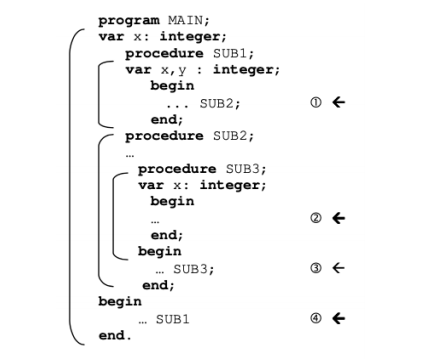 program MAIN;
var x: integer;
procedure SUB1;
var x,y : integer;
begin
... SUB2; ① ←
end;
procedure SUB2;
…
procedure SUB3;
var x: integer;
begin
… ② ←
end;
begin
… SUB3; ③ ←
end;
begin
… SUB1 ④ ←
end.